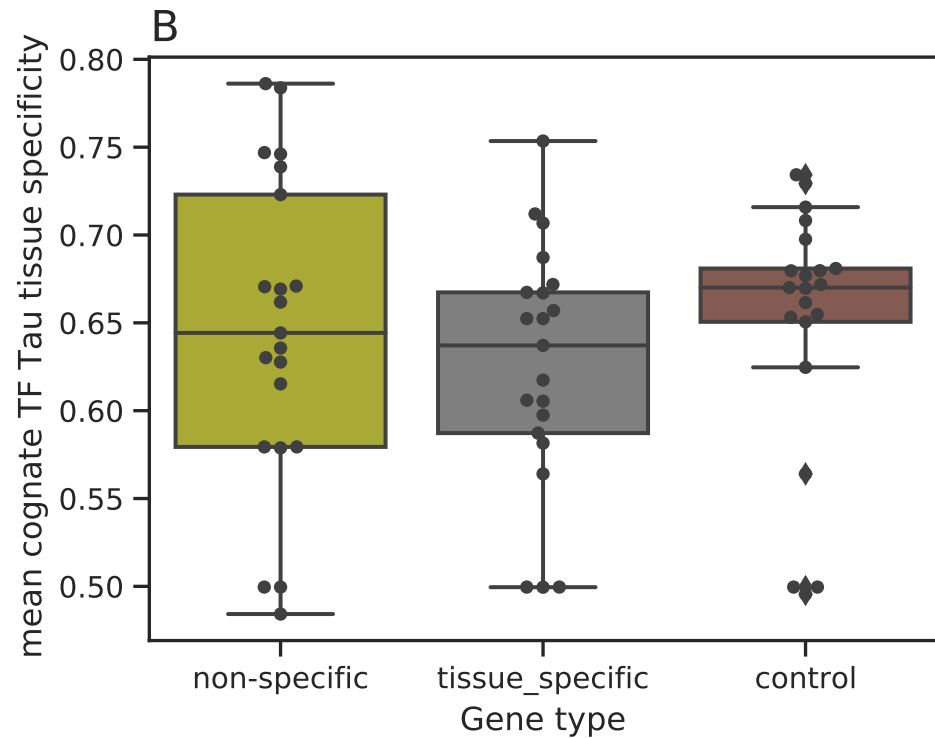 B
mean cognate TF Tau tissue specificity
0.80
0.75
0.70
0.65
0.60
0.55
0.50
non-specific
tissue_specific
control
Gene type